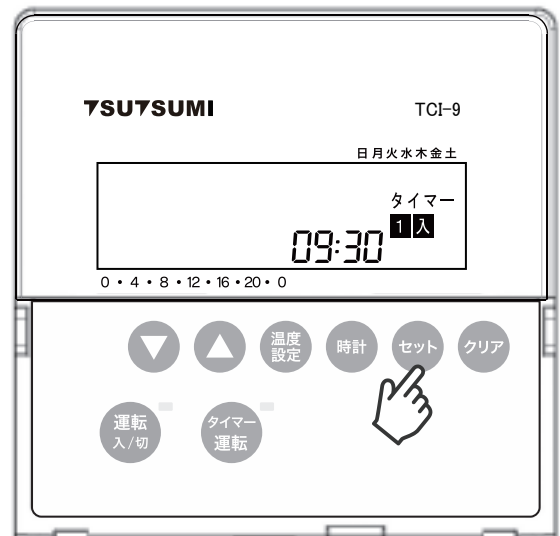 TSUTSUMI
TCI-9
日月火水木金土
タイマー
1 入
09:30
0・4・8・12・16・20・0
▼ ▲ 温度設定 時計 セット クリア
運転 入/切
タイマー 運転